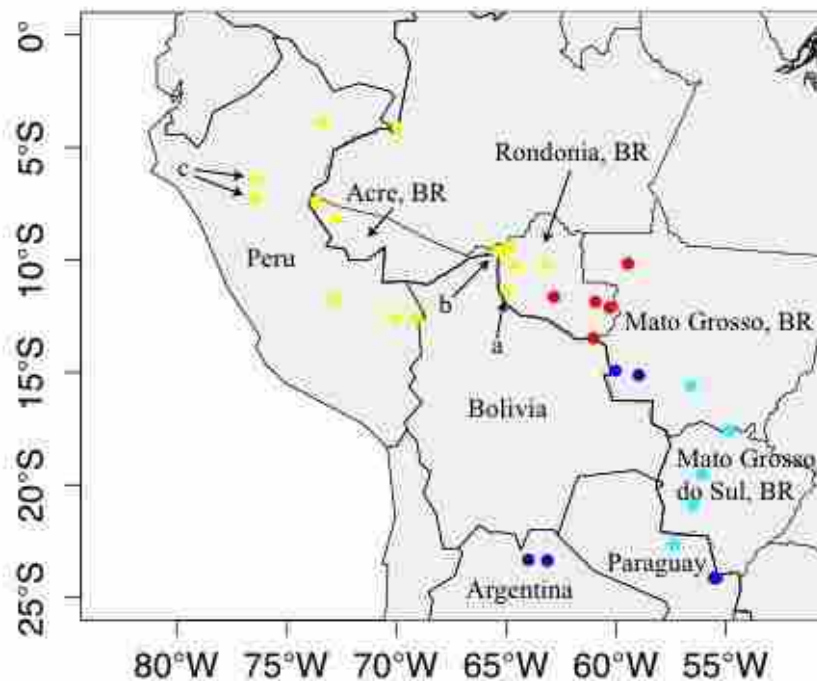 0°
5°S
10°S
15°S
20°S
25°S
Rondonia, BR
c
Acre, BR
Peru
b
a
Mato Grosso, BR
Bolivia
Mato Grosso
do Sul, BR
Paraguay
Argentina
80°W 75°W 70°W 65°W 60°W 55°W